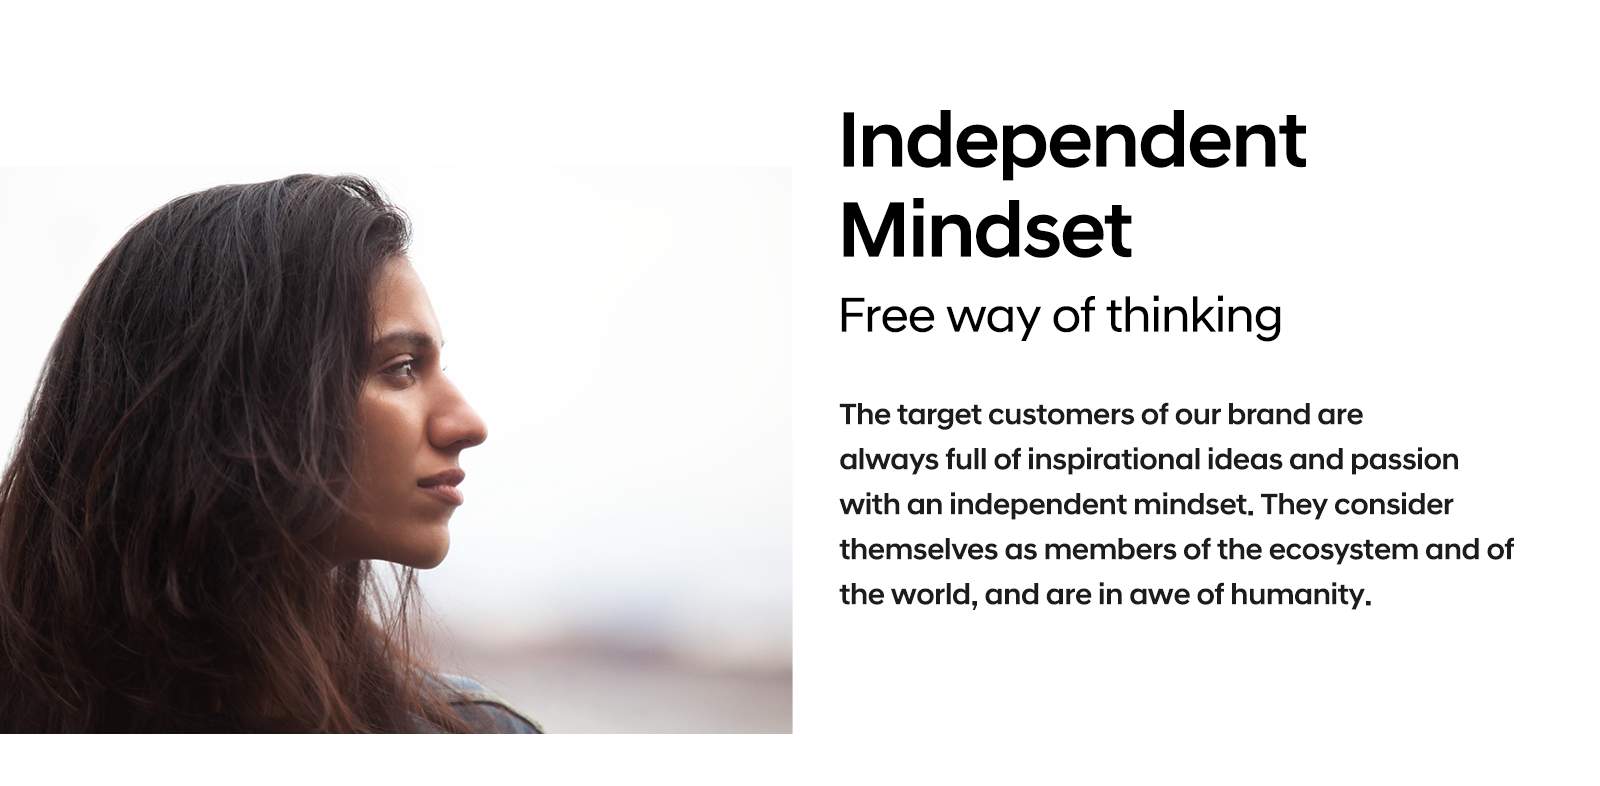 Independent
Mindset
Free way of thinking
The target customers of our brand are
always full of inspirational ideas and passion
with an independent mindset. They consider
themselves as members of the ecosystem and of
the world, and are in awe of humanity.